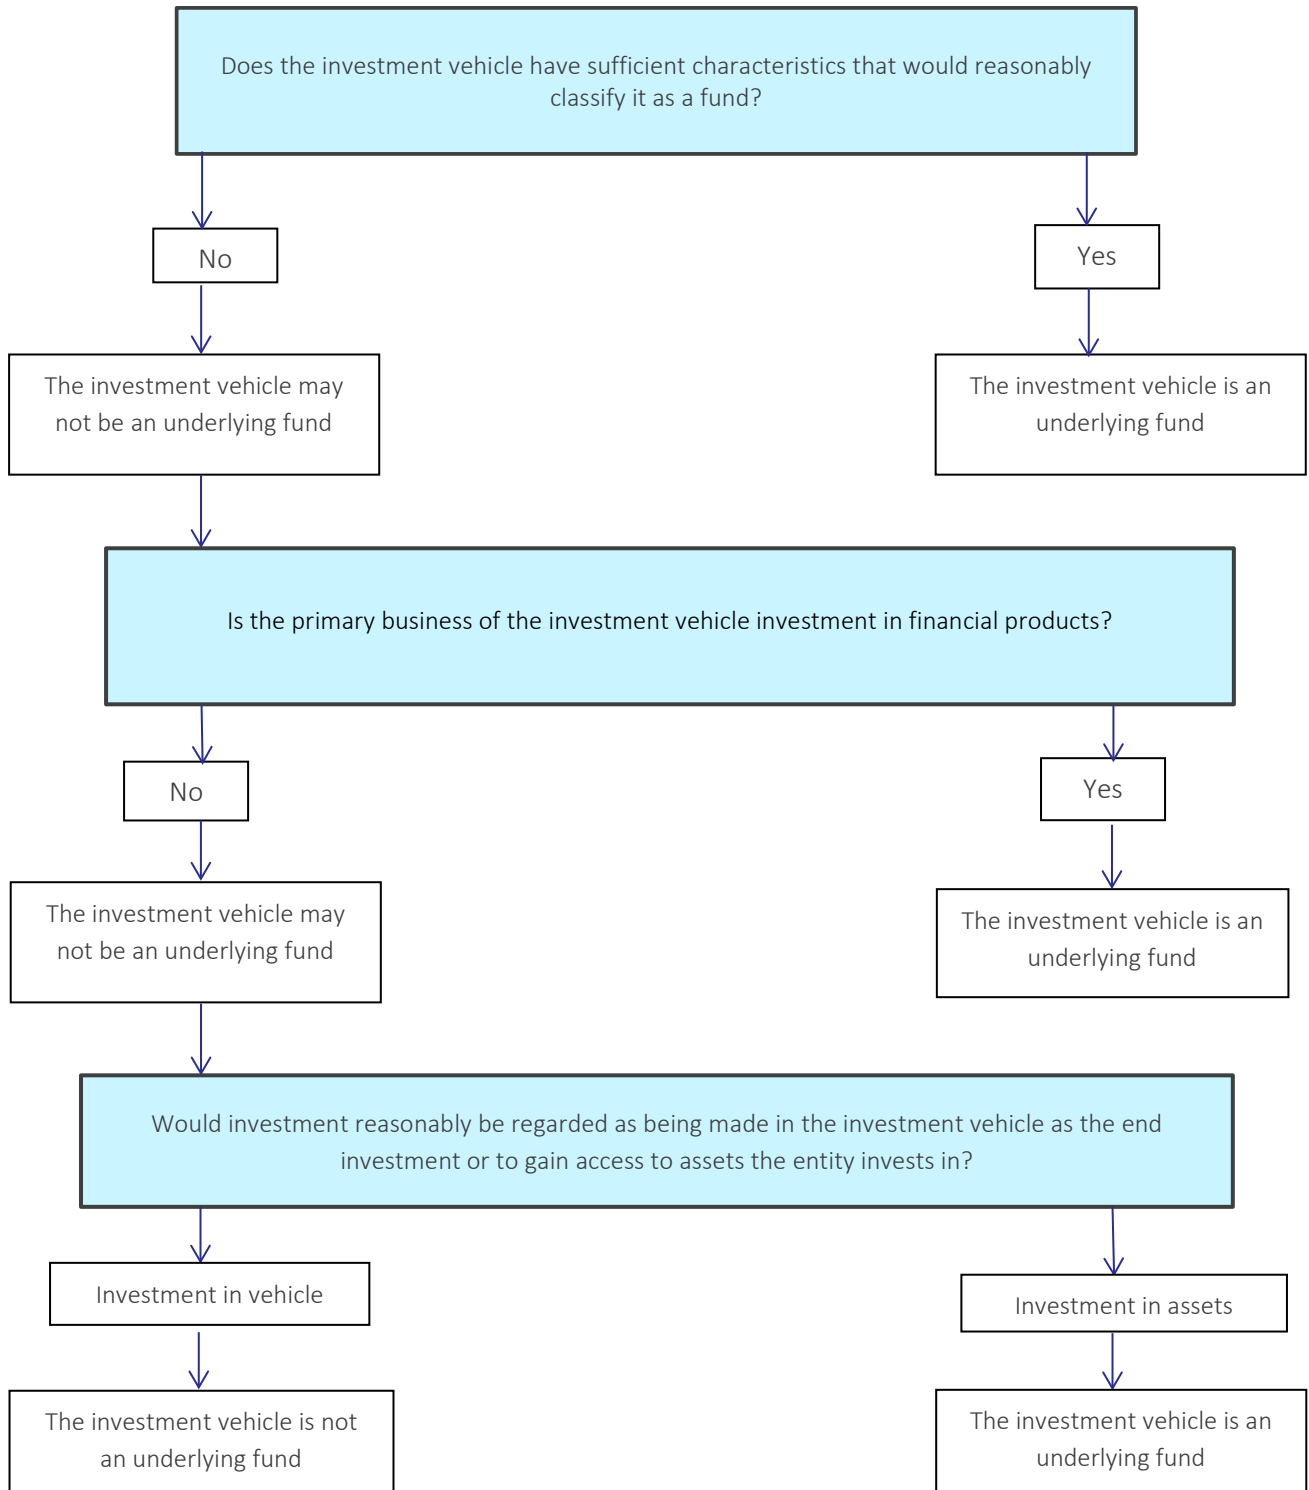 Does the investment vehicle have sufficient characteristics that would reasonably
classify it as a fund?
No
Yes
The investment vehicle may
not be an underlying fund
The investment vehicle is an
underlying fund
Is the primary business of the investment vehicle investment in financial products?
No
Yes
The investment vehicle may
not be an underlying fund
The investment vehicle is an
underlying fund
Would investment reasonably be regarded as being made in the investment vehicle as the end
investment or to gain access to assets the entity invests in?
Investment in vehicle
Investment in assets
The investment vehicle is not
an underlying fund
The investment vehicle is an
underlying fund